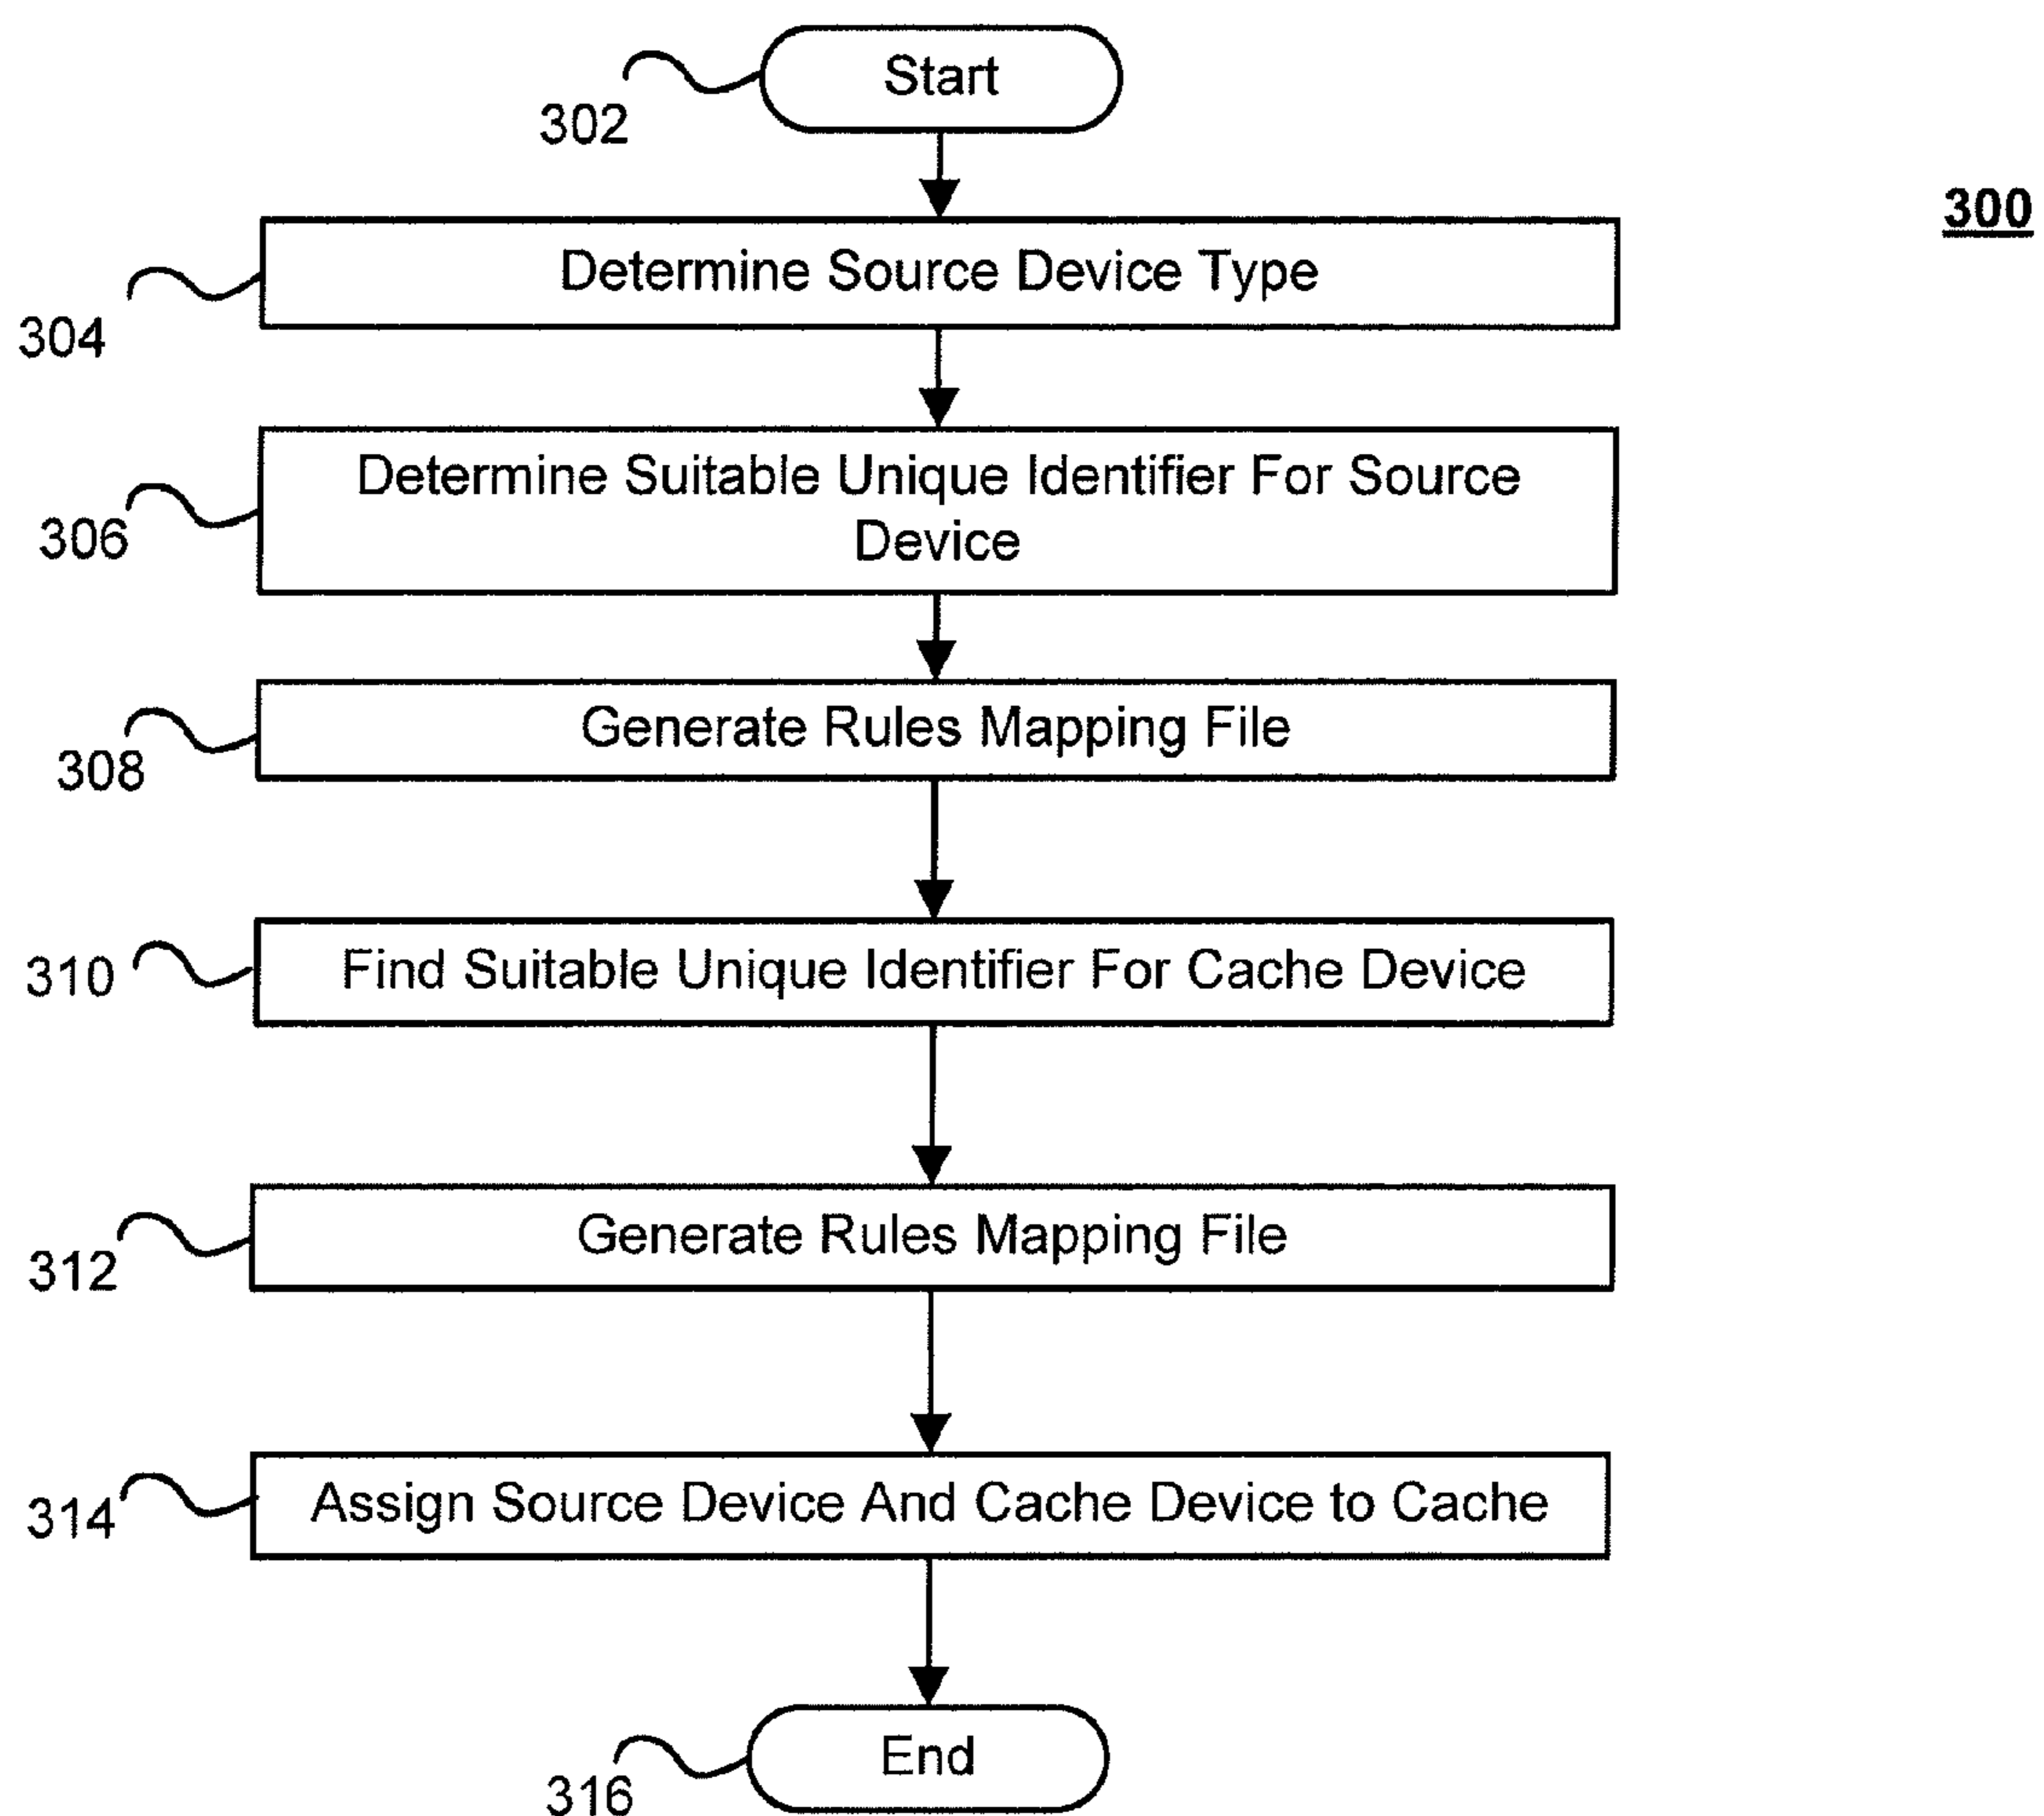 Start
302
300
Determine Source Device Type
304
Determine Suitable Unique Identifier For Source
Device
306
Generate Rules Mapping File
308
Find Suitable Unique Identifier For Cache Device
310
Generate Rules Mapping File
312
Assign Source Device And Cache Device to Cache
314
End
316